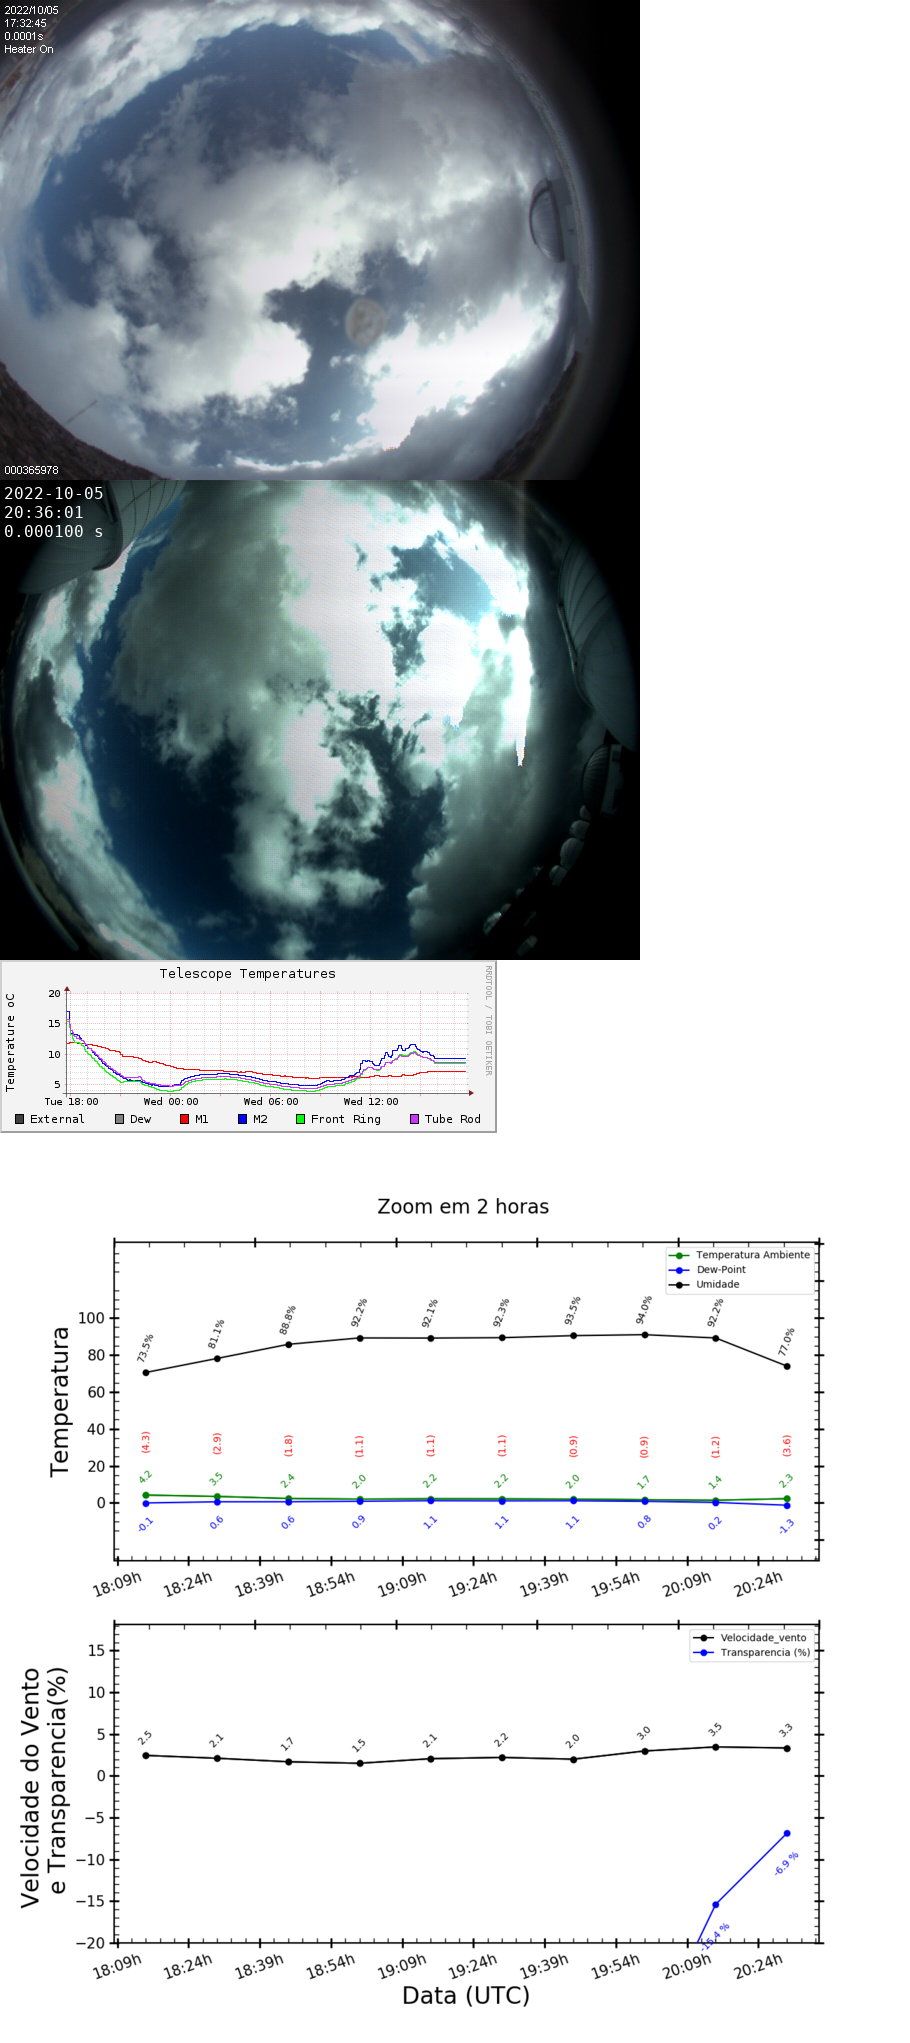 2022/10/05
17:32:45
0.0001s
Heater On
000365978
2022-10-05
20:36:01
0.000100 s
Telescope Temperatures
RRDTOOL / TOBI OETIKER
Temperature oC
20
15
10
5
Tue 18:00 Wed 00:00 Wed 06:00 Wed 12:00
External Dew M1 M2 Front Ring Tube Rod
Zoom em 2 horas
Temperatura Ambiente
Dew-Point
Umidade
Temperatura
100
80
60
40
20
0
73.5% 81.1% 88.8% 92.2% 92.1% 92.3% 93.5% 94.0% 92.2% 77.0%
(4.3) (2.9) (1.8) (1.1) (1.1) (1.1) (0.9) (0.9) (1.2) (3.6)
4.2 3.5 2.4 2.0 2.2 2.2 2.0 1.7 1.4 2.3
-0.1 0.6 0.6 0.9 1.1 1.1 1.1 0.8 0.2 -1.3
18:09h 18:24h 18:39h 18:54h 19:09h 19:24h 19:39h 19:54h 20:09h 20:24h
Velocidade_vento
Transparencia (%)
Velocidade do Vento
e Transparencia(%)
15
10
5
0
−5
−10
−15
−20
2.5 2.1 1.7 1.5 2.1 2.2 2.0 3.0 3.5 3.3
-15.4 % -6.9 %
18:09h 18:24h 18:39h 18:54h 19:09h 19:24h 19:39h 19:54h 20:09h 20:24h
Data (UTC)